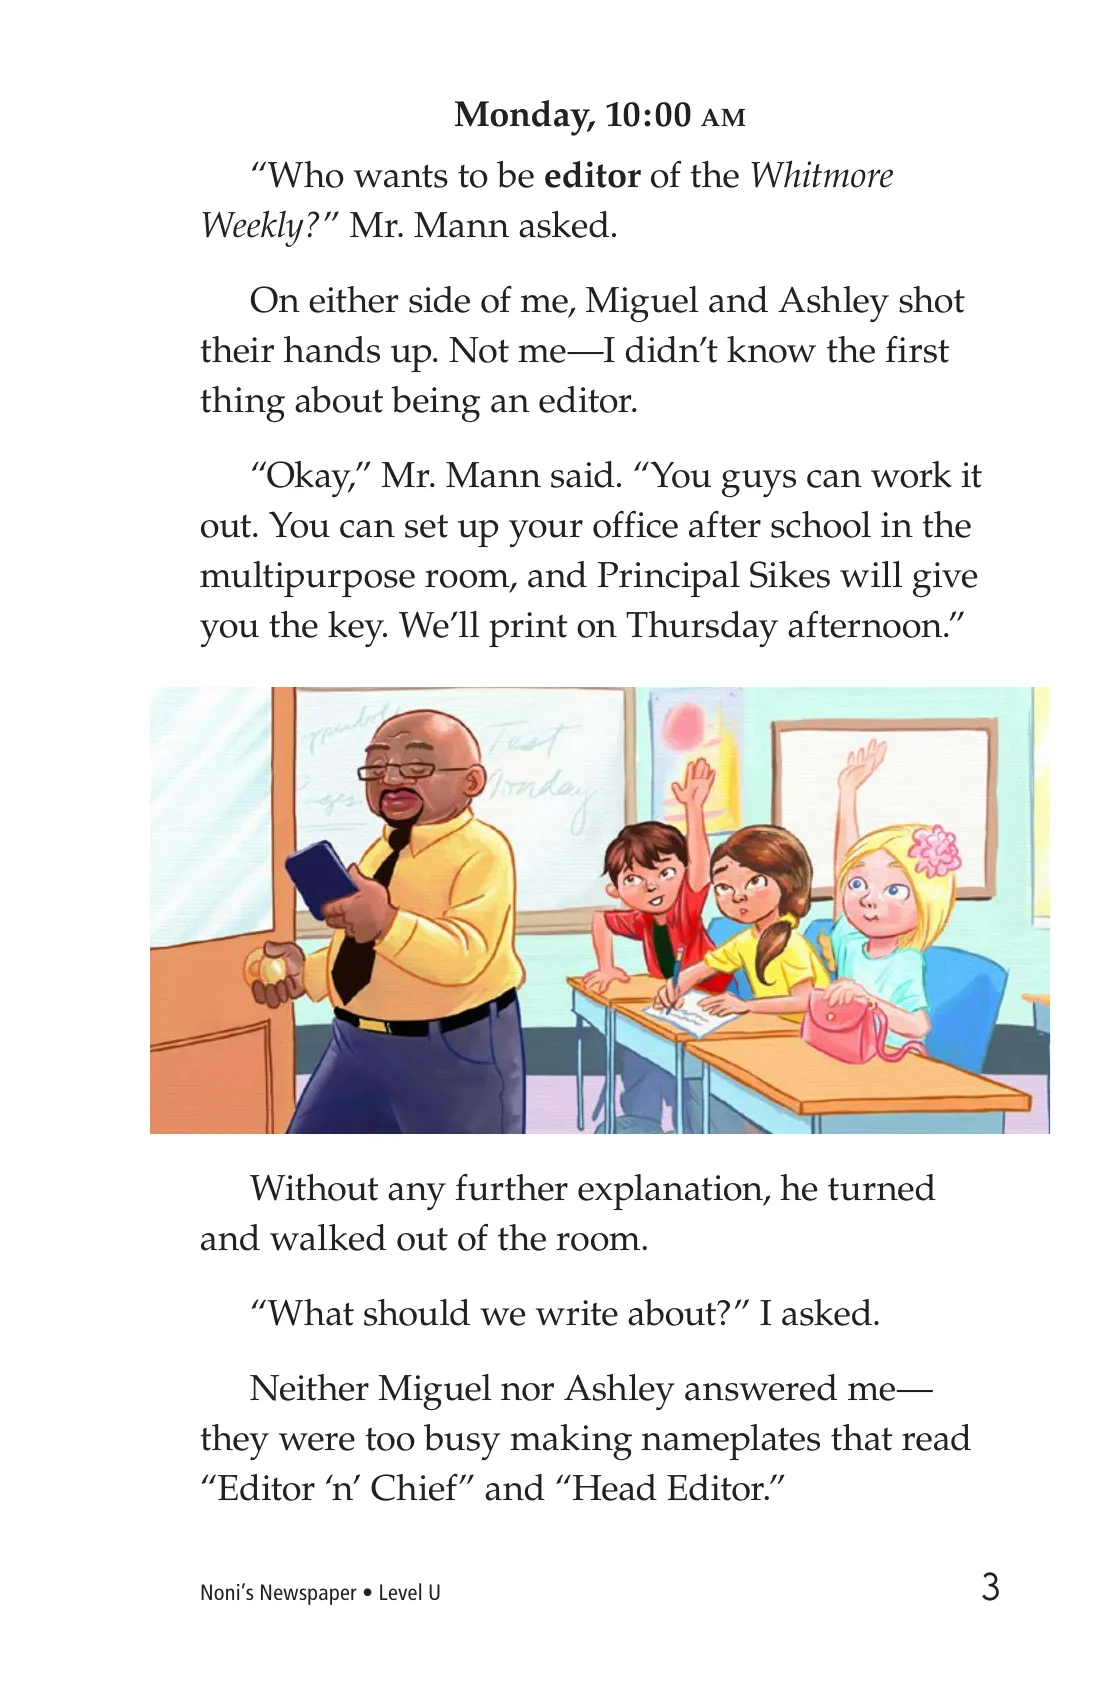 Monday, 10:00 AM
“Who wants to be editor of the Whitmore
Weekly?” Mr. Mann asked.
On either side of me, Miguel and Ashley shot
their hands up. Not me—I didn’t know the first
thing about being an editor.
“Okay,” Mr. Mann said. “You guys can work it
out. You can set up your office after school in the
multipurpose room, and Principal Sikes will give
you the key. We’ll print on Thursday afternoon.”
Test
Monday
Without any further explanation, he turned
and walked out of the room.
“What should we write about?” I asked.
Neither Miguel nor Ashley answered me—
they were too busy making nameplates that read
“Editor ‘n’ Chief” and “Head Editor.”
Noni’s Newspaper • Level U
3